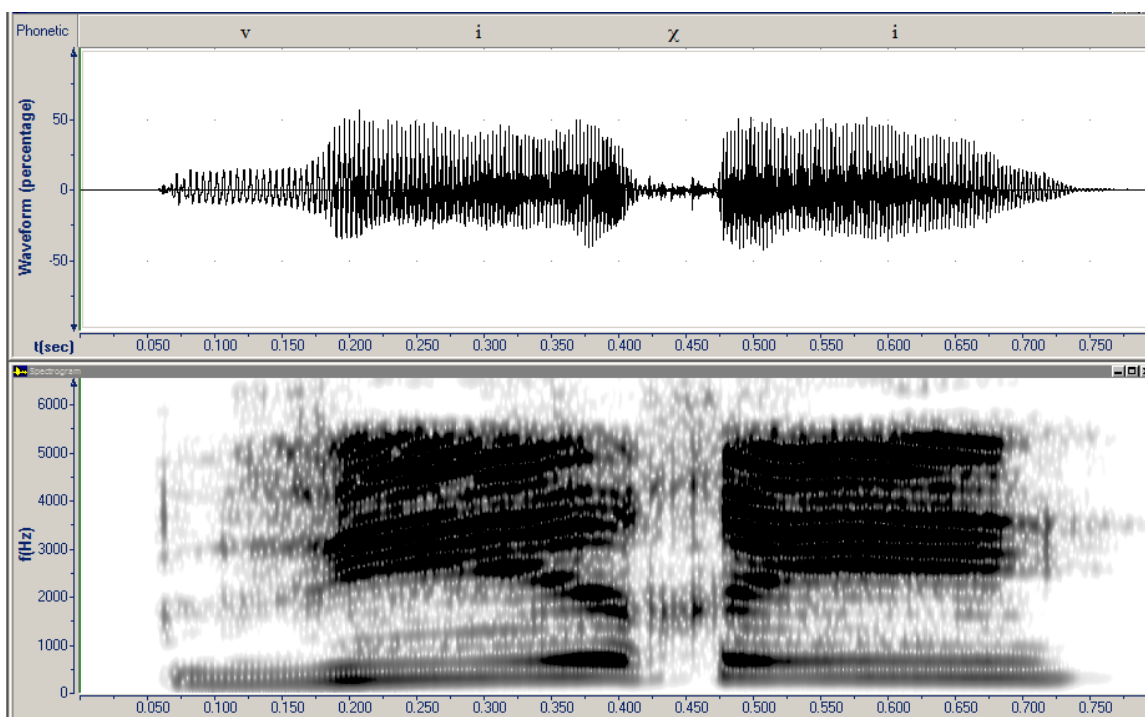 Phonetic v i χ i
Waveform (percentage)
50
0
-50
t(sec) 0.050 0.100 0.150 0.200 0.250 0.300 0.350 0.400 0.450 0.500 0.550 0.600 0.650 0.700 0.750
Spectrogram
f(Hz)
6000
5000
4000
3000
2000
1000
0
0.050 0.100 0.150 0.200 0.250 0.300 0.350 0.400 0.450 0.500 0.550 0.600 0.650 0.700 0.750